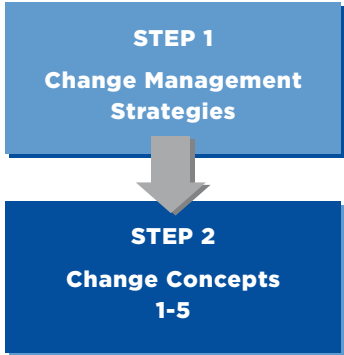 STEP 1
Change Management
Strategies
STEP 2
Change Concepts
1-5